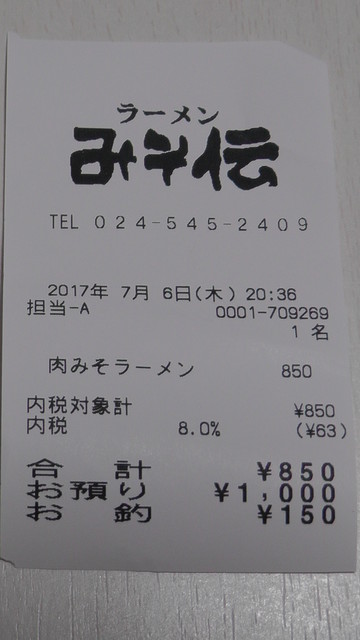 ラーメン
みそ伝
TEL 024-545-2409
2017年 7月 6日(木) 20:36
担当-A 0001-709269
1 名
肉みそラーメン 850
内税対象計 ¥850
内税 8.0% (¥63)
合 計 ¥850
お預り ¥1,000
お 釣 ¥150